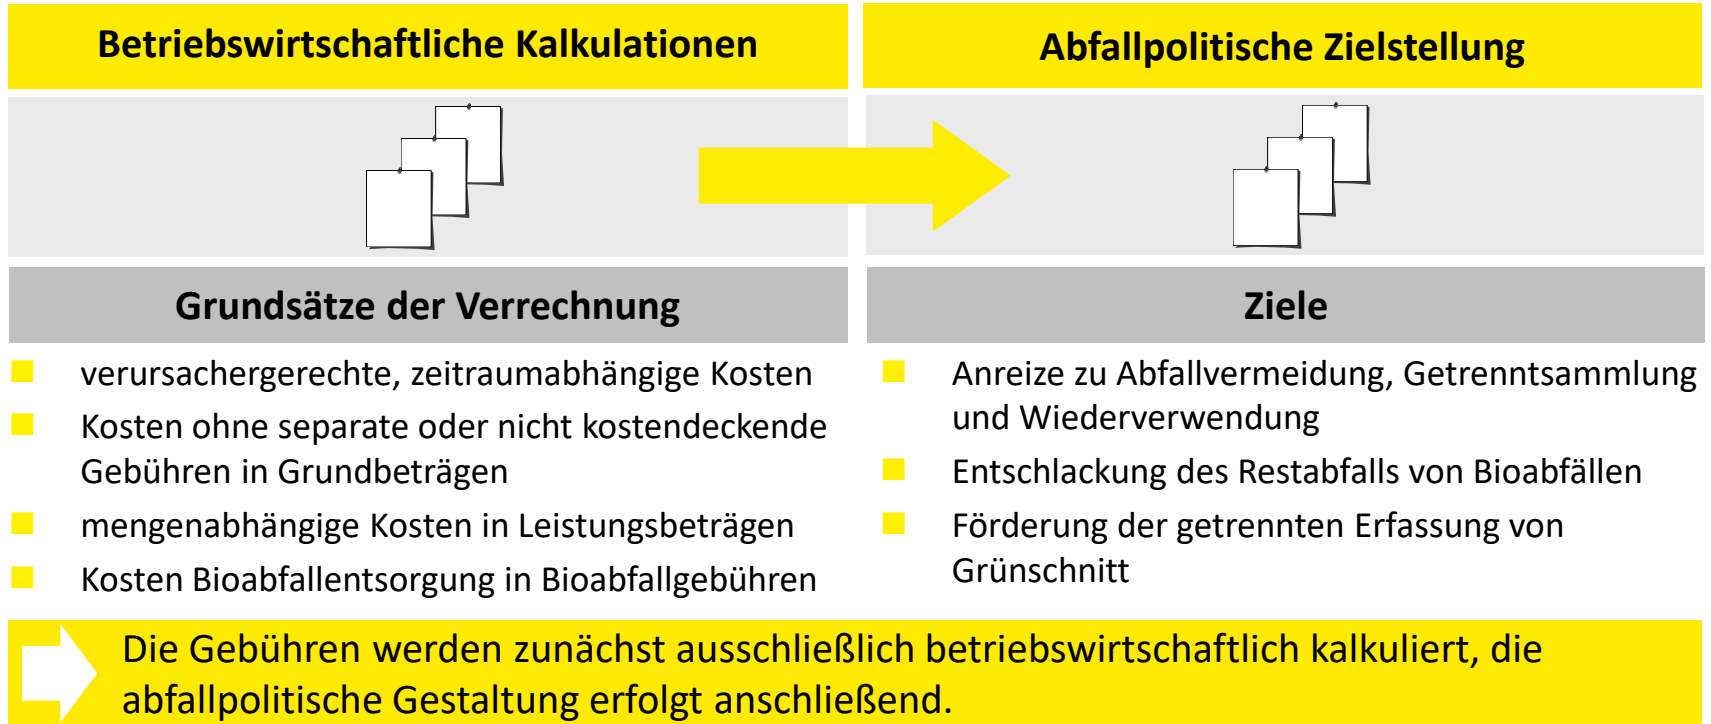 Betriebswirtschaftliche Kalkulationen
Abfallpolitische Zielstellung
Grundsätze der Verrechnung
verursachergerechte, zeitraumabhängige Kosten
Kosten ohne separate oder nicht kostendeckende
Gebühren in Grundbeträgen
mengenabhängige Kosten in Leistungsbeträgen
Kosten Bioabfallentsorgung in Bioabfallgebühren
Ziele
Anreize zu Abfallvermeidung, Getrenntsammlung
und Wiederverwendung
Entschlackung des Restabfalls von Bioabfällen
Förderung der getrennten Erfassung von
Grünschnitt
Die Gebühren werden zunächst ausschließlich betriebswirtschaftlich kalkuliert, die
abfallpolitische Gestaltung erfolgt anschließend.